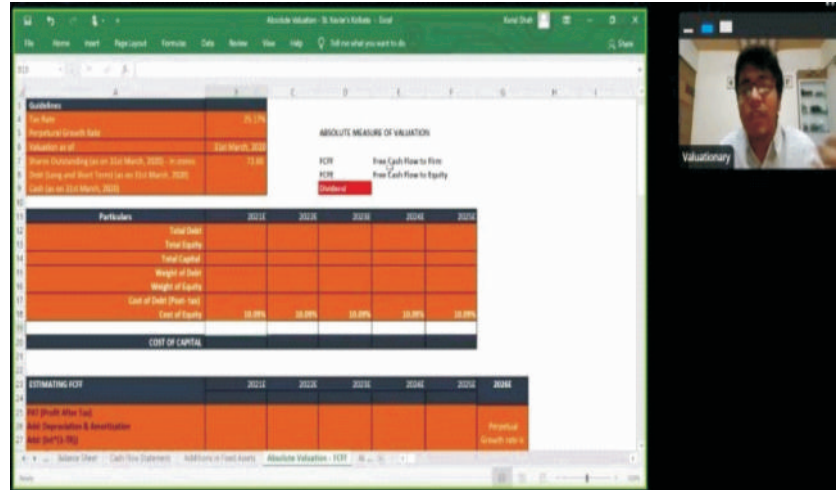 Absolute Valuation - St. Xavier's Kolkata - Excel
Kunal Shah
File Home Insert Page Layout Formulas Data Review View Help Tell me what you want to do Share
A B C D E F G H I
Guidelines
Tax Rate 25.17%
Perpetual Growth Rate
Valuation as of 31st March, 2020
Shares Outstanding (as on 31st March, 2020) - in
Debt (Long and Short Term) (as on 31st March, 2020)
Cash (as on 31st March, 2020)
ABSOLUTE MEASURE OF VALUATION
FCFF Free Cash Flow to Firm
FCFE Free Cash Flow to Equity
Dividend
Valuationary
Particulars 2021E 2022E 2023E 2024E 2025E
Total Debt
Total Equity
Total Capital
Weight of Debt
Weight of Equity
Cost of Debt (Post- tax)
Cost of Equity 10.09% 10.09% 10.09% 10.09% 10.09%
COST OF CAPITAL
ESTIMATING FCFF 2021E 2022E 2023E 2024E 2025E 2026E
PAT (Profit After Tax)
Add: Depreciation & Amortization
Add: (Int*(1-TR))
Perpetual
Growth rate is
Balance Sheet Cash Flow Statement Additions in Fixed Assets Absolute Valuation - FCFF
Ready